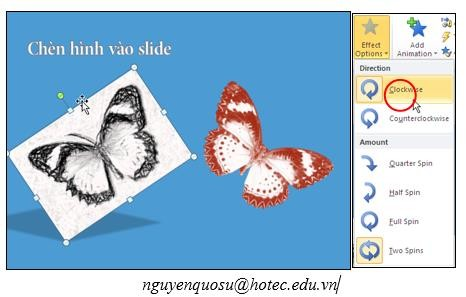 Chèn hình vào slide
Effect
Options
Add
Animation
Direction
Clockwise
Counterclockwise
Amount
Quarter Spin
Half Spin
Full Spin
Two Spins
nguyenquosu@hotec.edu.vn